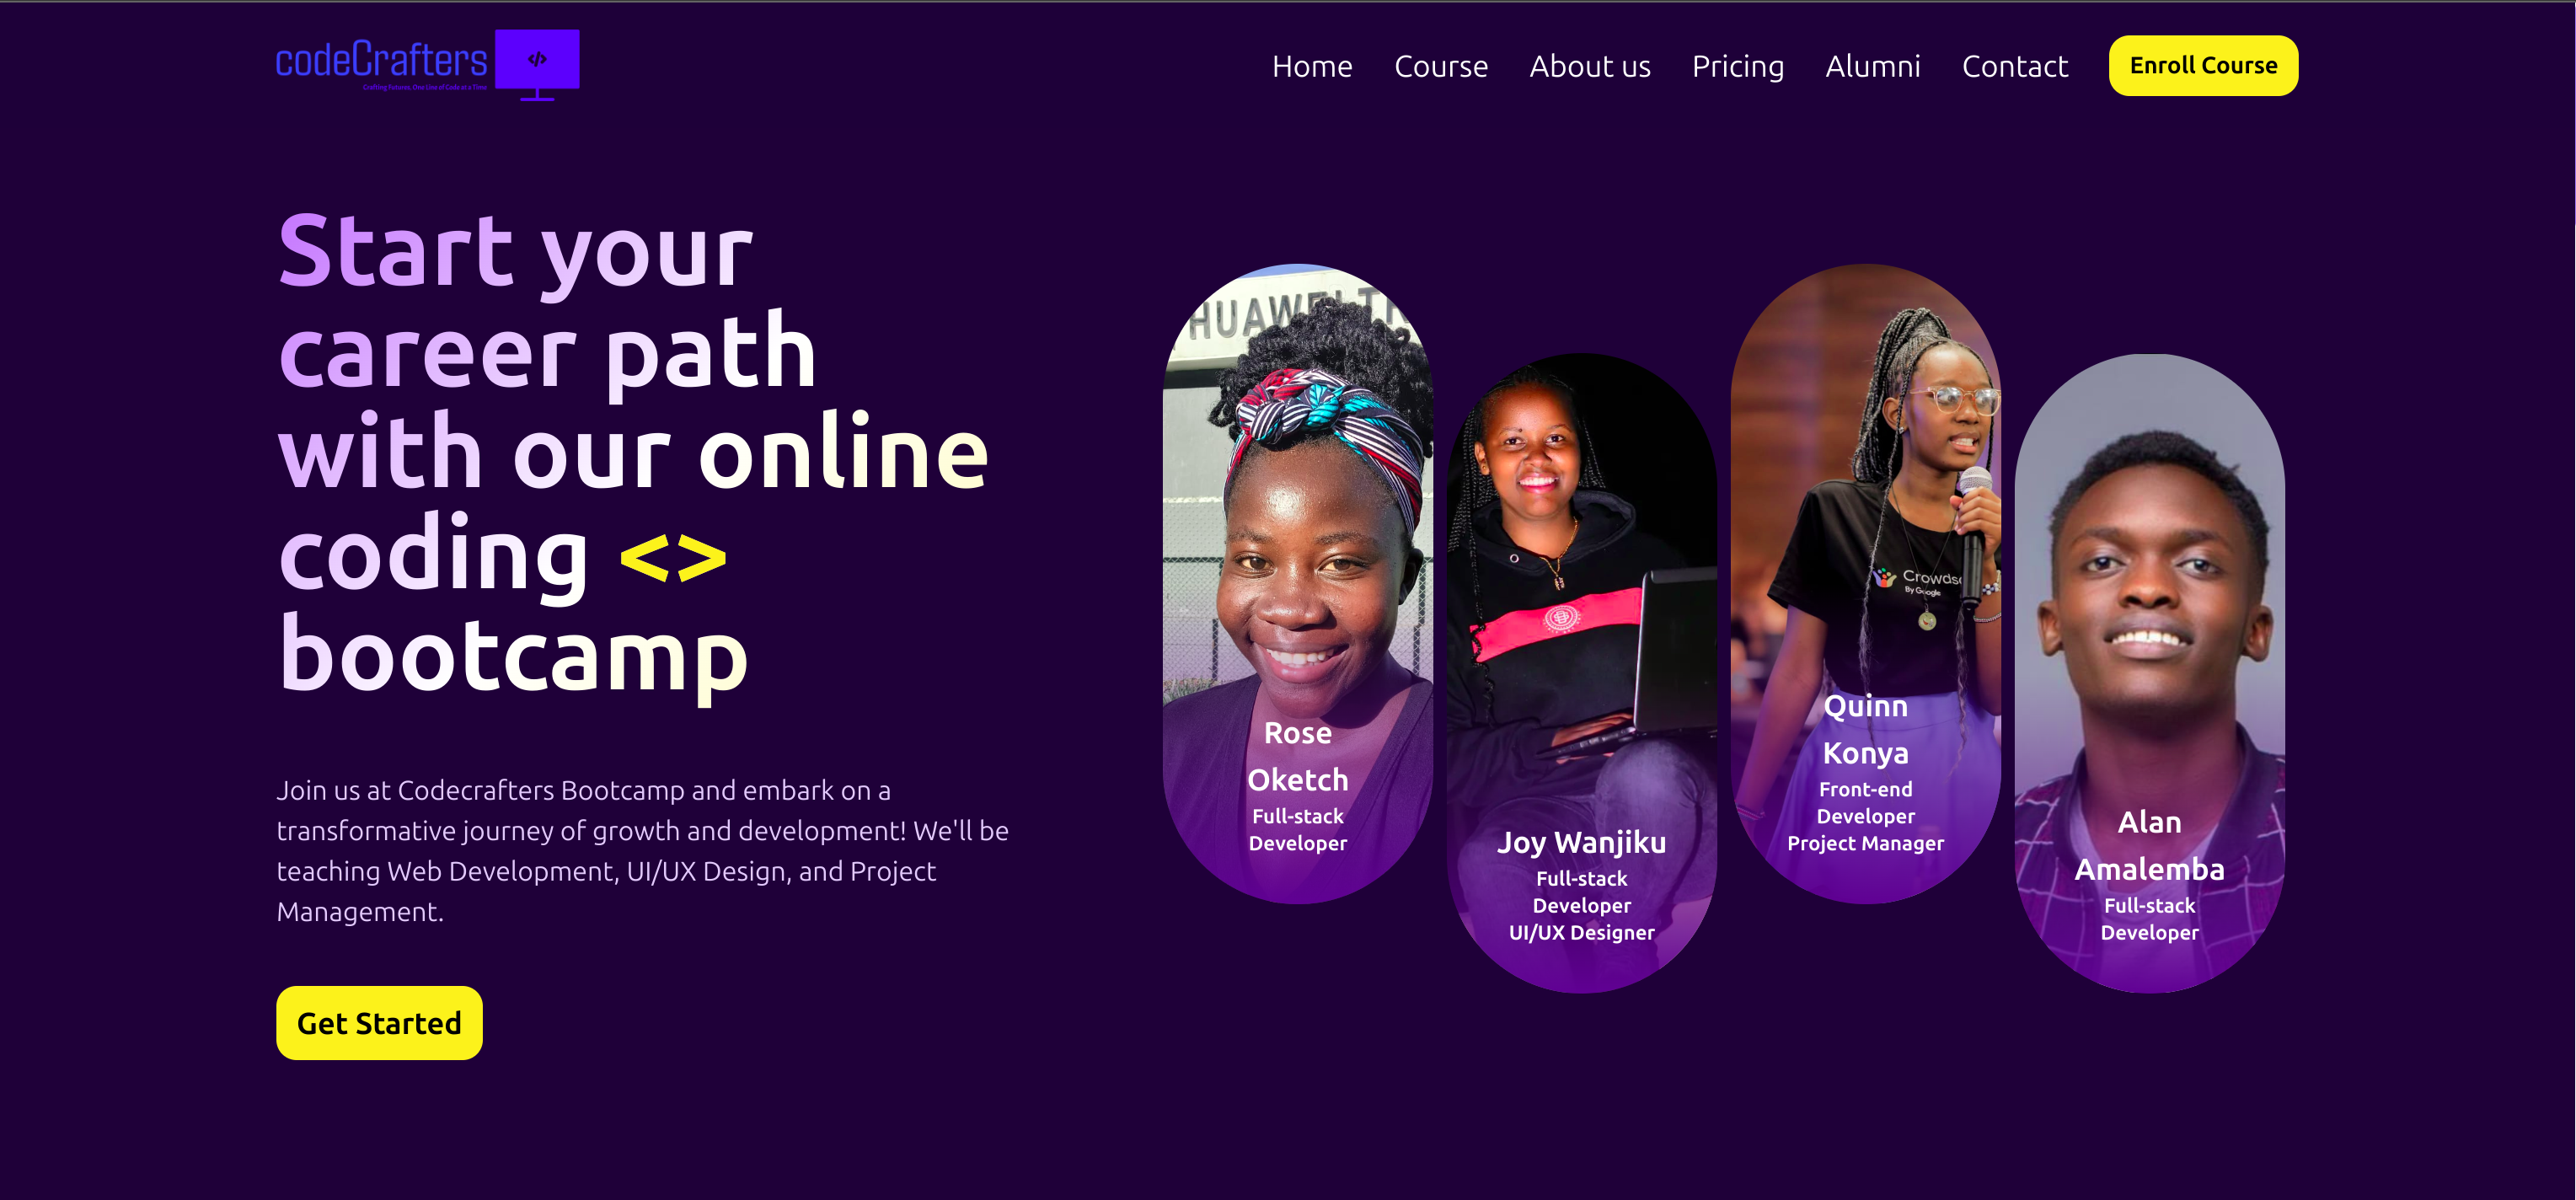 codeCrafters
</>
Crafting Futures: One Line of Code at a Time
Home
Course
About us
Pricing
Alumni
Contact
Enroll Course
Start your
career path
with our online
coding <>
bootcamp
Join us at Codecrafters Bootcamp and embark on a
transformative journey of growth and development! We'll be
teaching Web Development, UI/UX Design, and Project
Management.
Get Started
HUAWEI
Rose
Oketch
Full-stack
Developer
Joy Wanjiku
Full-stack
Developer
UI/UX Designer
Crowds
By Google
Quinn
Konya
Front-end
Developer
Project Manager
Alan
Amalemba
Full-stack
Developer